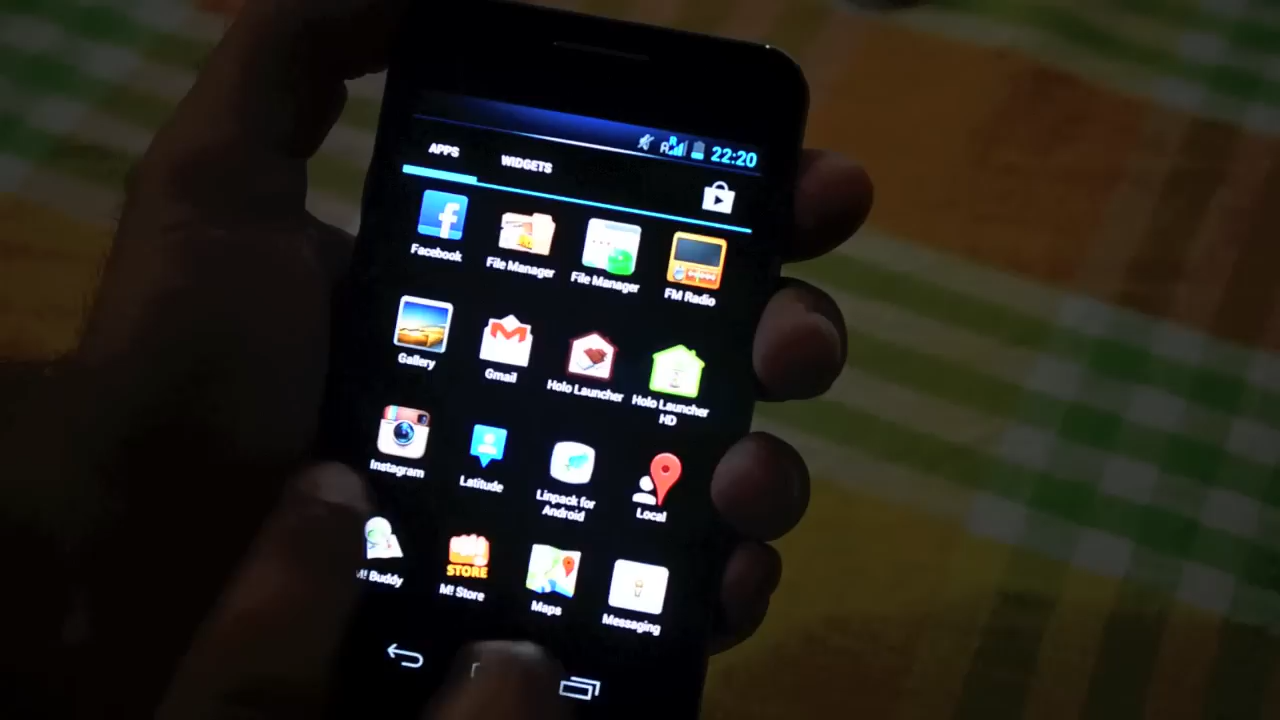 22:20
APPS
WIDGETS
Facebook
File Manager
File Manager
FM Radio
Gallery
Gmail
Holo Launcher
Holo Launcher
HD
Instagram
Latitude
Linpack for
Android
Local
M! Buddy
STORE
M! Store
Maps
Messaging